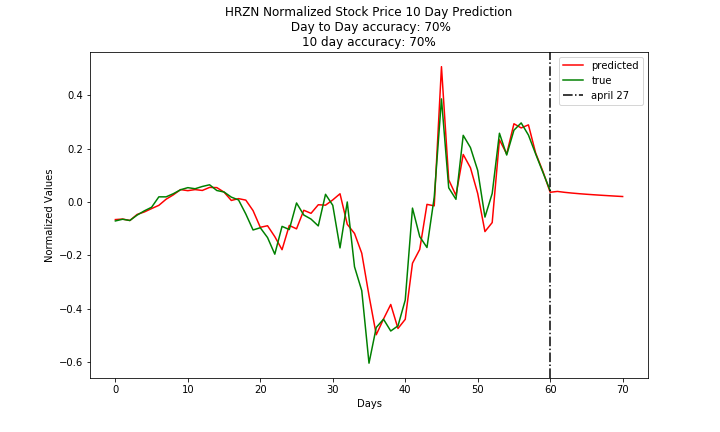 HRZN Normalized Stock Price 10 Day Prediction
Day to Day accuracy: 70%
10 day accuracy: 70%
predicted
true
april 27
Normalized Values
0.4
0.2
0.0
−0.2
−0.4
−0.6
0 10 20 30 40 50 60 70
Days